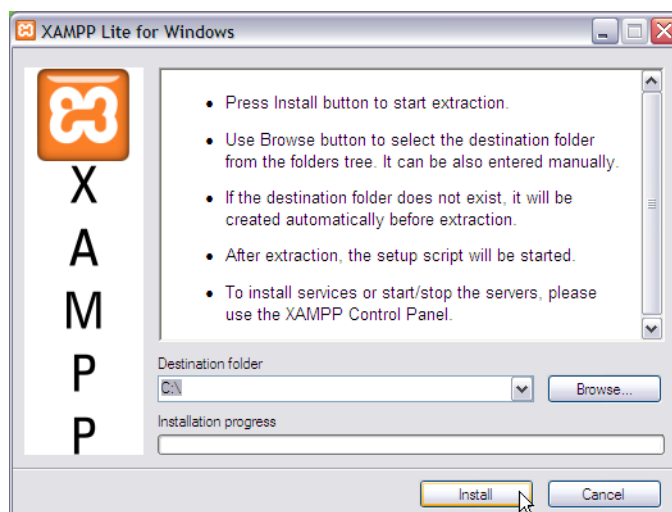 XAMPP Lite for Windows
X
A
M
P
P
• Press Install button to start extraction.
• Use Browse button to select the destination folder
from the folders tree. It can be also entered manually.
• If the destination folder does not exist, it will be
created automatically before extraction.
• After extraction, the setup script will be started.
• To install services or start/stop the servers, please
use the XAMPP Control Panel.
Destination folder
C:\
Browse...
Installation progress
Install
Cancel